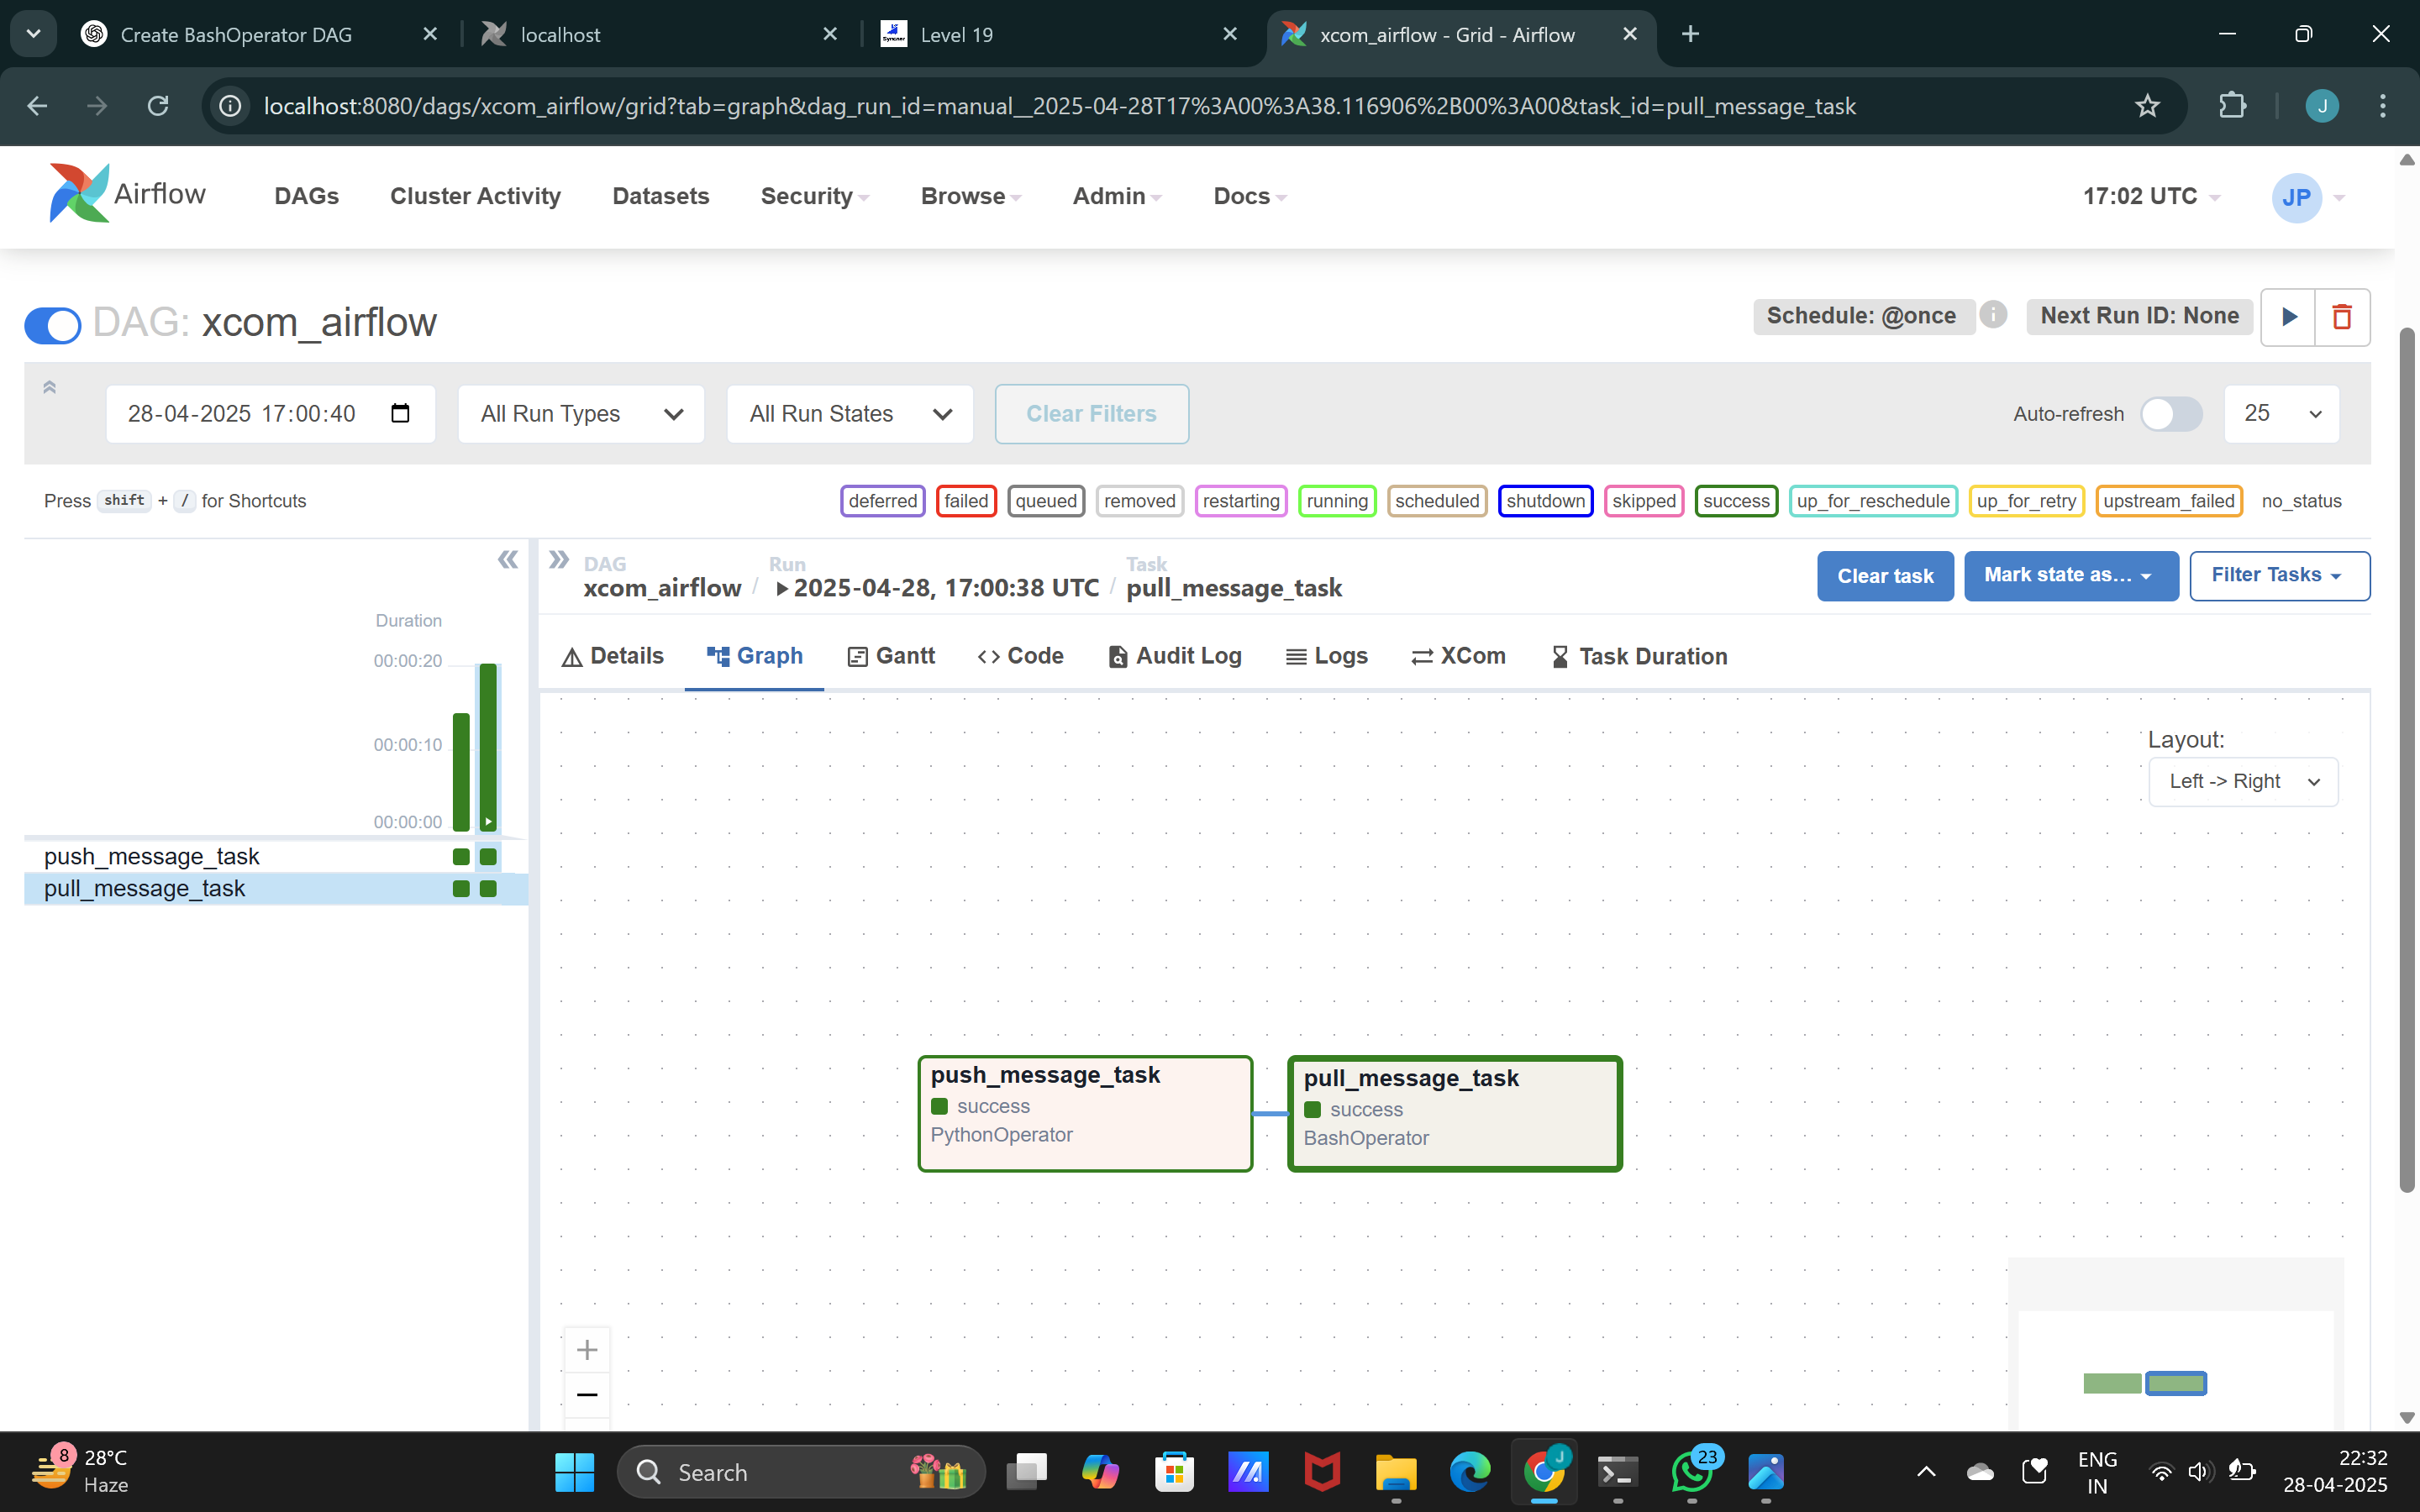 Create BashOperator DAG
localhost
Syncner
Level 19
xcom_airflow - Grid - Airflow
localhost:8080/dags/xcom_airflow/grid?tab=graph&dag_run_id=manual__2025-04-28T17%3A00%3A38.116906%2B00%3A00&task_id=pull_message_task
J
Airflow
DAGs
Cluster Activity
Datasets
Security
Browse
Admin
Docs
17:02 UTC
JP
DAG: xcom_airflow
Schedule: @once
i
Next Run ID: None
28-04-2025 17:00:40
All Run Types
All Run States
Clear Filters
Auto-refresh
25
Press shift + / for Shortcuts
deferred
failed
queued
removed
restarting
running
scheduled
shutdown
skipped
success
up_for_reschedule
up_for_retry
upstream_failed
no_status
DAG
xcom_airflow
/
Run
2025-04-28, 17:00:38 UTC
/
Task
pull_message_task
Clear task
Mark state as...
Filter Tasks
Duration
00:00:20
00:00:10
00:00:00
push_message_task
pull_message_task
Details
Graph
Gantt
Code
Audit Log
Logs
XCom
Task Duration
Layout:
Left -> Right
push_message_task
success
PythonOperator
pull_message_task
success
BashOperator
8
28°C
Haze
Search
J
23
ENG
IN
22:32
28-04-2025